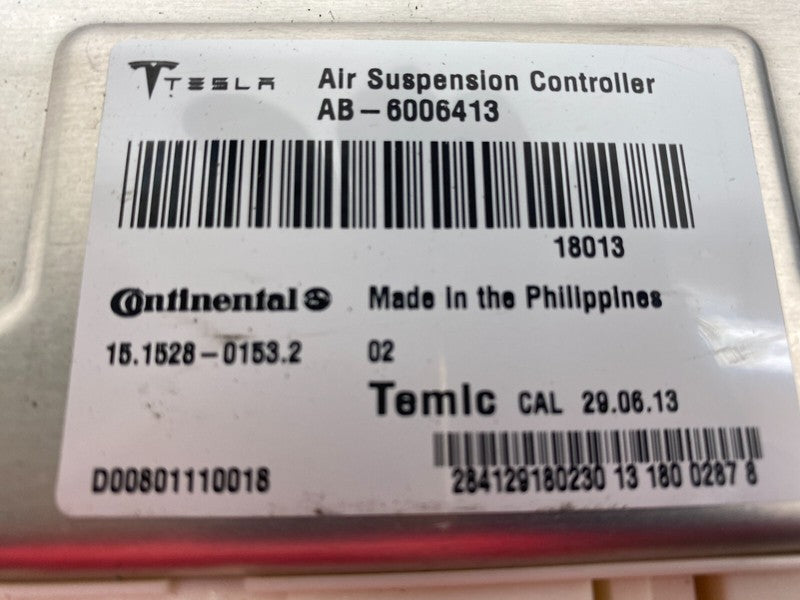 TESLA Air Suspension Controller
AB-6006413
18013
Continental Made in the Philippines
15.1528-0153.2 02
Temic CAL 29.06.13
D00801110018 284129180230 13 180 0287 8